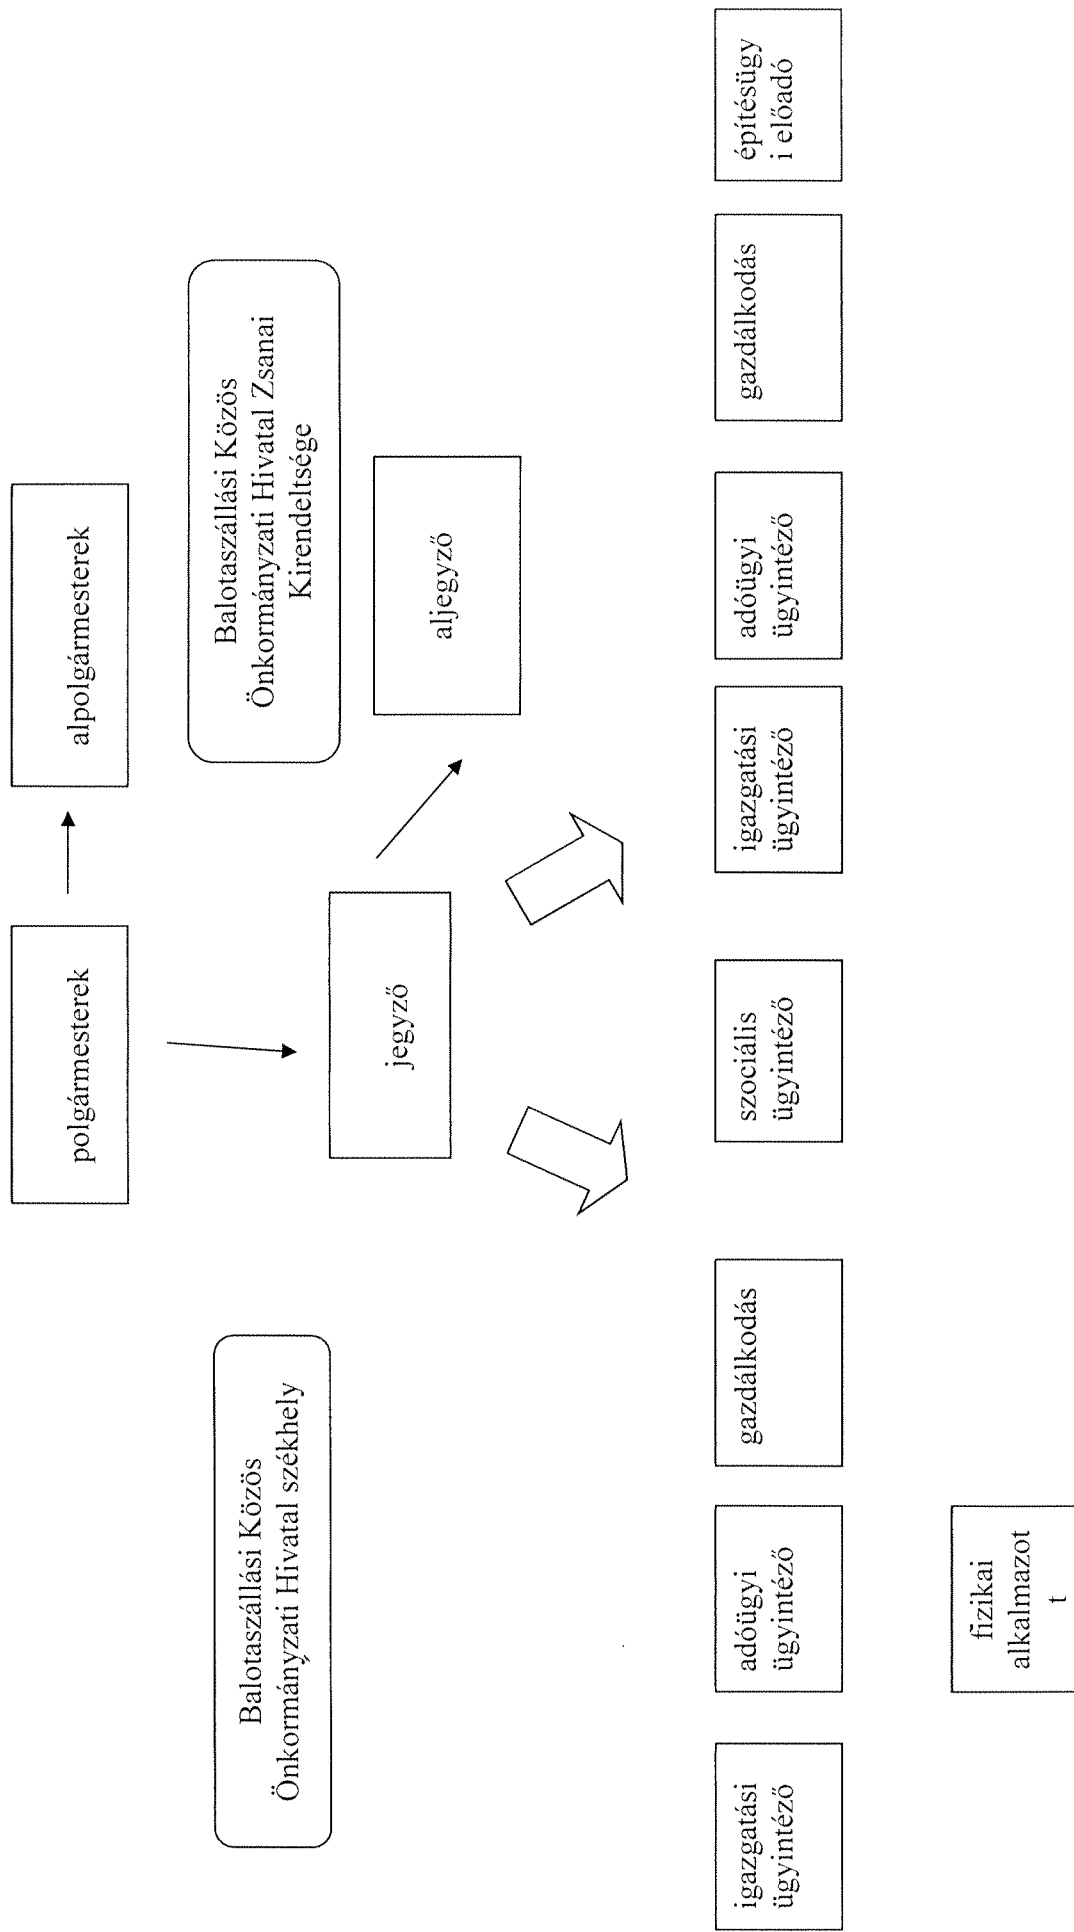 polgármesterek
alpolgármesterek
Balotaszállási Közös
Önkormányzati Hivatal székhely
Balotaszállási Közös
Önkormányzati Hivatal Zsanai
Kirendeltsége
jegyző
aljegyző
igazgatási
ügyintéző
adóügyi
ügyintéző
gazdálkodás
szociális
ügyintéző
igazgatási
ügyintéző
adóügyi
ügyintéző
gazdálkodás
építésügy
i előadó
fizikai
alkalmazot
t